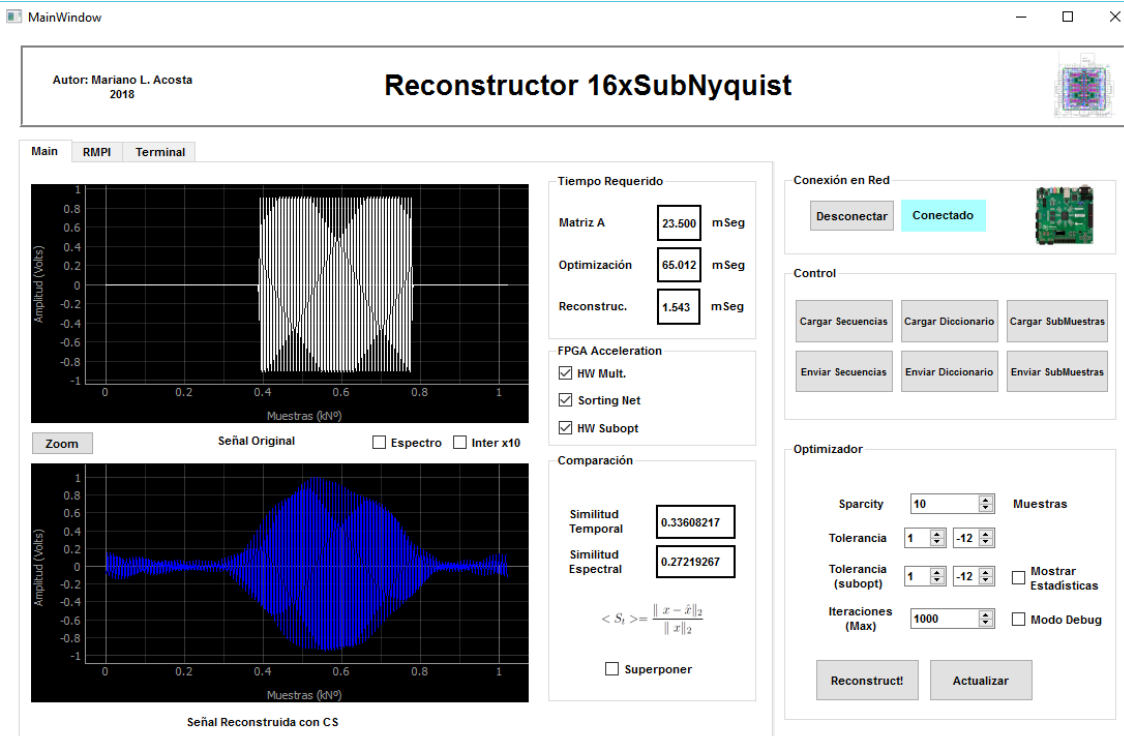 MainWindow
Autor: Mariano L. Acosta
2018
Reconstructor 16xSubNyquist
Main
RMPI
Terminal
1
0.8
0.6
0.4
0.2
0
-0.2
-0.4
-0.6
-0.8
-1
Amplitud (Volts)
0
0.2
0.4
0.6
0.8
1
Muestras (kNº)
Zoom
Señal Original
Espectro
Inter x10
1
0.8
0.6
0.4
0.2
0
-0.2
-0.4
-0.6
-0.8
-1
Amplitud (Volts)
0
0.2
0.4
0.6
0.8
1
Muestras (kNº)
Señal Reconstruida con CS
Tiempo Requerido
Matriz A 23.500 mSeg
Optimización 65.012 mSeg
Reconstruc. 1.543 mSeg
FPGA Acceleration
HW Mult.
Sorting Net
HW Subopt
Comparación
Similitud
Temporal
0.33608217
Similitud
Espectral
0.27219267
< S_t >= ‖ x − x̂‖₂ / ‖ x‖₂
Superponer
Conexión en Red
Desconectar
Conectado
Control
Cargar Secuencias
Cargar Diccionario
Cargar SubMuestras
Enviar Secuencias
Enviar Diccionario
Enviar SubMuestras
Optimizador
Sparcity 10 Muestras
Tolerancia 1 -12
Tolerancia
(subopt)
1 -12
Mostrar
Estadísticas
Iteraciones
(Max)
1000
Modo Debug
Reconstruct!
Actualizar